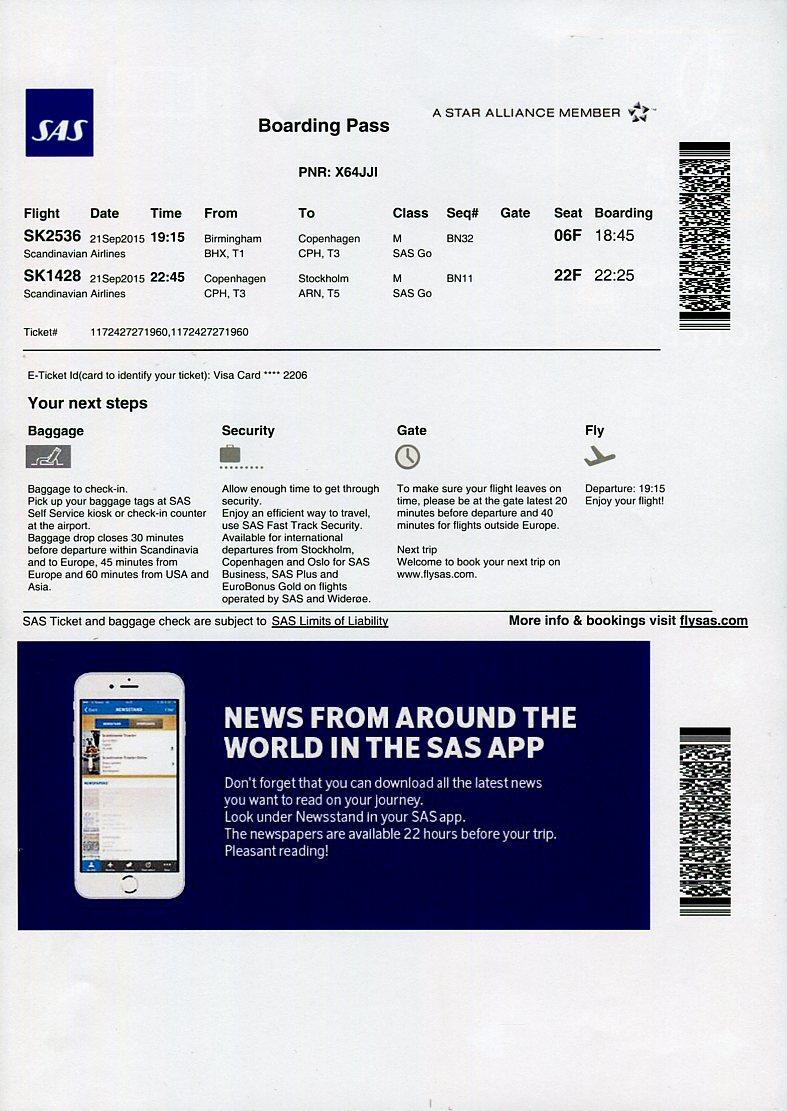 SAS
Boarding Pass
A STAR ALLIANCE MEMBER
PNR: X64JJI
Flight Date Time From To Class Seq# Gate Seat Boarding
SK2536 21Sep2015 19:15 Birmingham Copenhagen M BN32 06F 18:45
Scandinavian Airlines BHX, T1 CPH, T3 SAS Go
SK1428 21Sep2015 22:45 Copenhagen Stockholm M BN11 22F 22:25
Scandinavian Airlines CPH, T3 ARN, T5 SAS Go
Ticket# 1172427271960,1172427271960
E-Ticket Id(card to identify your ticket): Visa Card **** 2206
Your next steps
Baggage
Baggage to check-in.
Pick up your baggage tags at SAS
Self Service kiosk or check-in counter
at the airport.
Baggage drop closes 30 minutes
before departure within Scandinavia
and to Europe, 45 minutes from
Europe and 60 minutes from USA and
Asia.
Security
Allow enough time to get through
security.
Enjoy an efficient way to travel,
use SAS Fast Track Security.
Available for international
departures from Stockholm,
Copenhagen and Oslo for SAS
Business, SAS Plus and
EuroBonus Gold on flights
operated by SAS and Widerøe.
Gate
To make sure your flight leaves on
time, please be at the gate latest 20
minutes before departure and 40
minutes for flights outside Europe.
Next trip
Welcome to book your next trip on
www.flysas.com.
Fly
Departure: 19:15
Enjoy your flight!
SAS Ticket and baggage check are subject to SAS Limits of Liability
More info & bookings visit flysas.com
NEWSSTAND
NEWS FROM AROUND THE
WORLD IN THE SAS APP
Don't forget that you can download all the latest news
you want to read on your journey.
Look under Newsstand in your SAS app.
The newspapers are available 22 hours before your trip.
Pleasant reading!